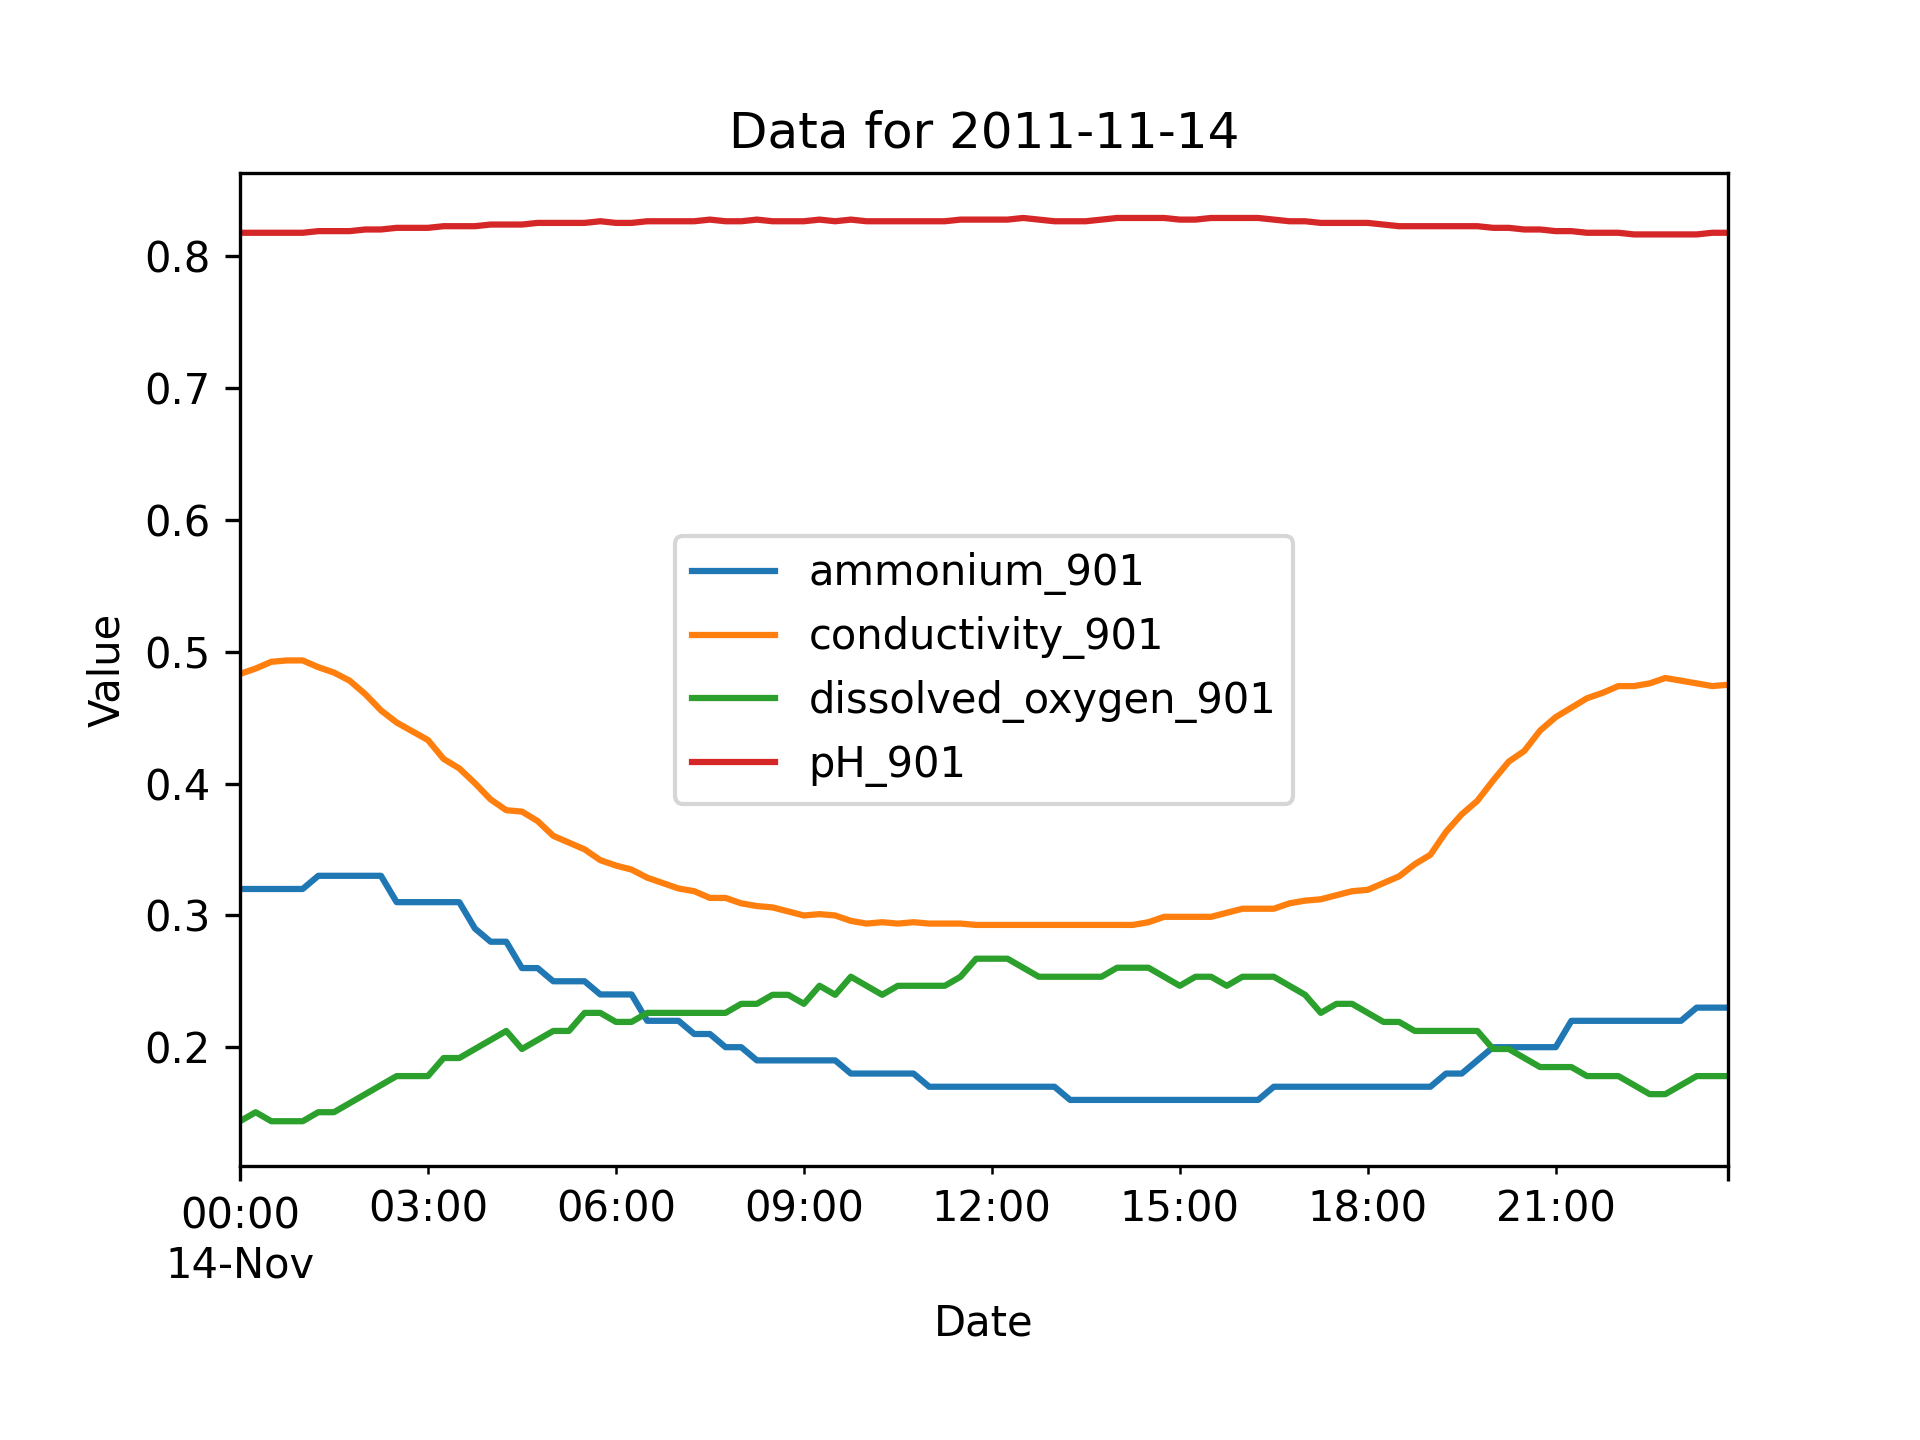 Data for 2011-11-14
Value
0.8
0.7
0.6
0.5
0.4
0.3
0.2
ammonium_901
conductivity_901
dissolved_oxygen_901
pH_901
00:00 03:00 06:00 09:00 12:00 15:00 18:00 21:00
14-Nov
Date